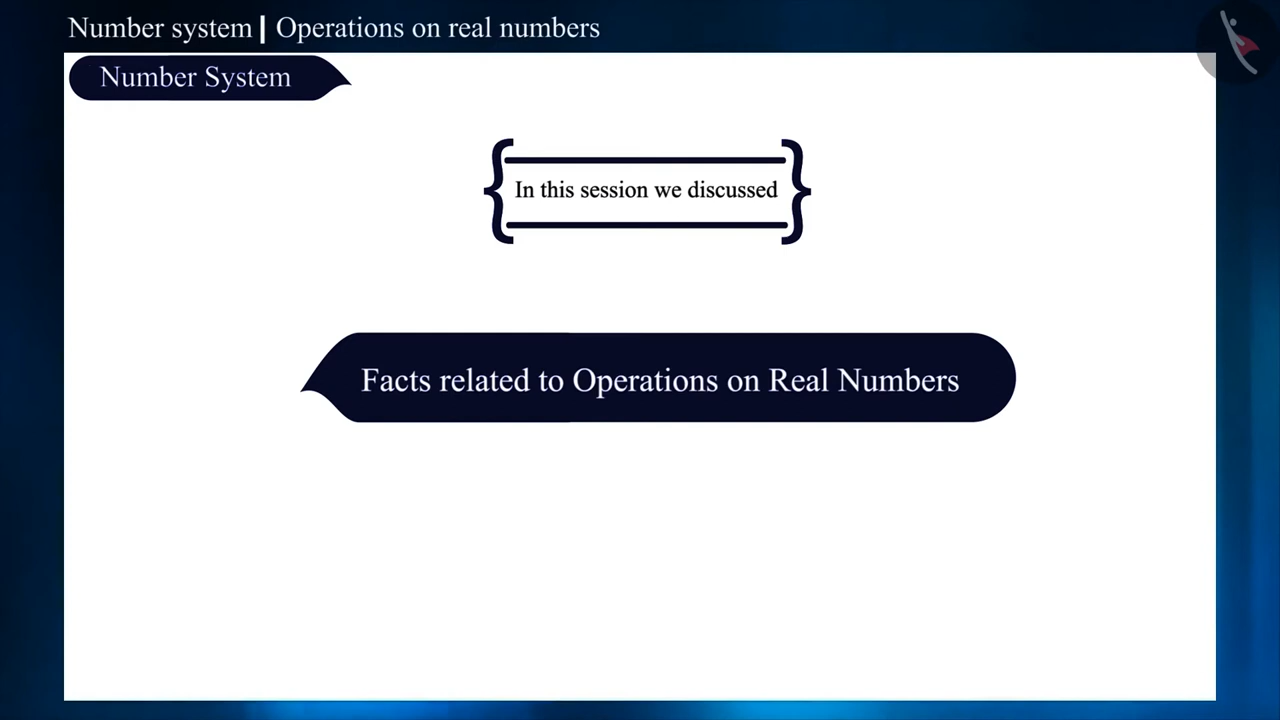 Number system | Operations on real numbers
Number System
In this session we discussed
Facts related to Operations on Real Numbers